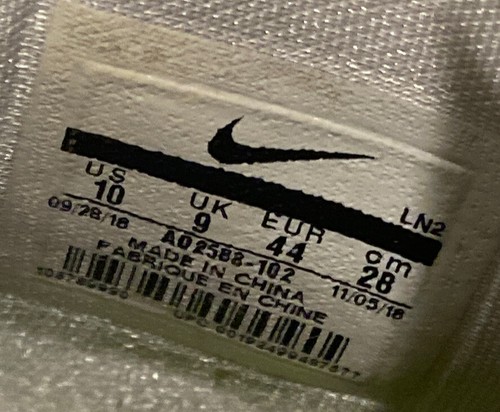 LN2
US UK EUR cm
10 9 44 28
09/28/18 AO2588-102 11/05/18
MADE IN CHINA
FABRIQUE EN CHINE